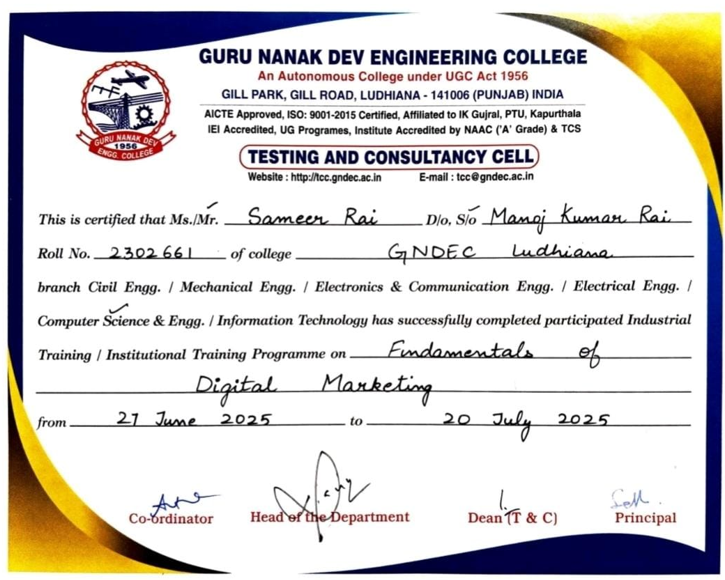 GURU NANAK DEV ENGINEERING COLLEGE
An Autonomous College under UGC Act 1956
GILL PARK, GILL ROAD, LUDHIANA - 141006 (PUNJAB) INDIA
AICTE Approved, ISO: 9001-2015 Certified, Affiliated to IK Gujral, PTU, Kapurthala
IEI Accredited, UG Programes, Institute Accredited by NAAC ('A' Grade) & TCS
GURU NANAK DEV
1956
ENGG. COLLEGE
TESTING AND CONSULTANCY CELL
Website : http://tcc.gndec.ac.in E-mail : tcc@gndec.ac.in
This is certified that Ms./Mr. Sameer Rai D/o, S/o Manoj Kumar Rai
Roll No. 2302661 of college GNDEC Ludhiana
branch Civil Engg. / Mechanical Engg. / Electronics & Communication Engg. / Electrical Engg. /
Computer Science & Engg. / Information Technology has successfully completed participated Industrial
Training / Institutional Training Programme on Fundamentals of
Digital Marketing
from 27 June 2025 to 20 July 2025
Co-ordinator Head of the Department Dean (T & C) Principal